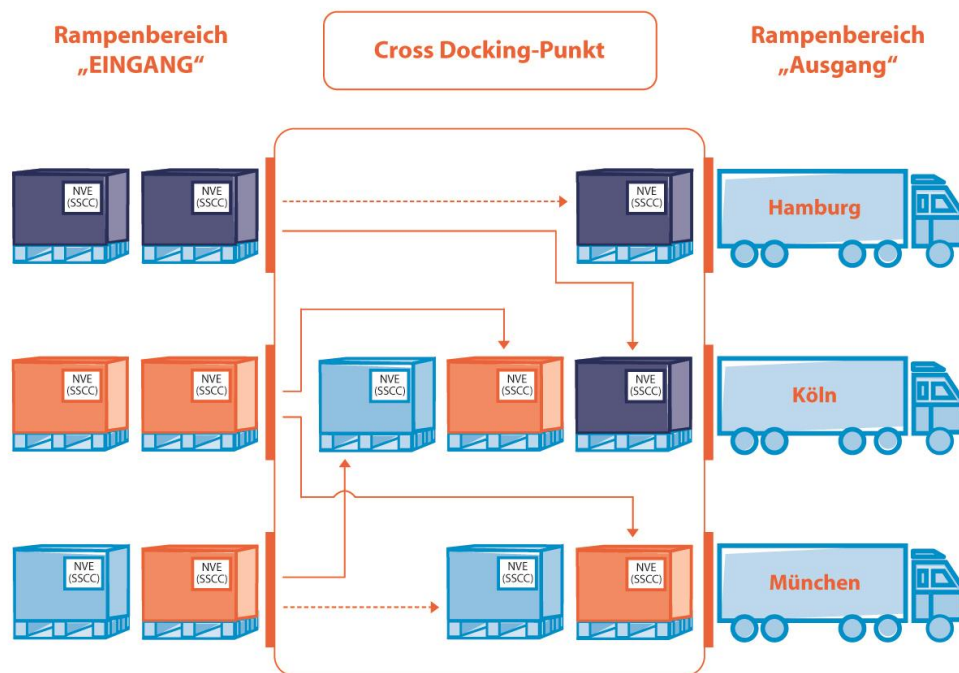 Rampenbereich
„EINGANG“
Cross Docking-Punkt
Rampenbereich
„Ausgang“
NVE
(SSCC)
NVE
(SSCC)
NVE
(SSCC)
Hamburg
NVE
(SSCC)
NVE
(SSCC)
NVE
(SSCC)
NVE
(SSCC)
NVE
(SSCC)
Köln
NVE
(SSCC)
NVE
(SSCC)
NVE
(SSCC)
NVE
(SSCC)
München